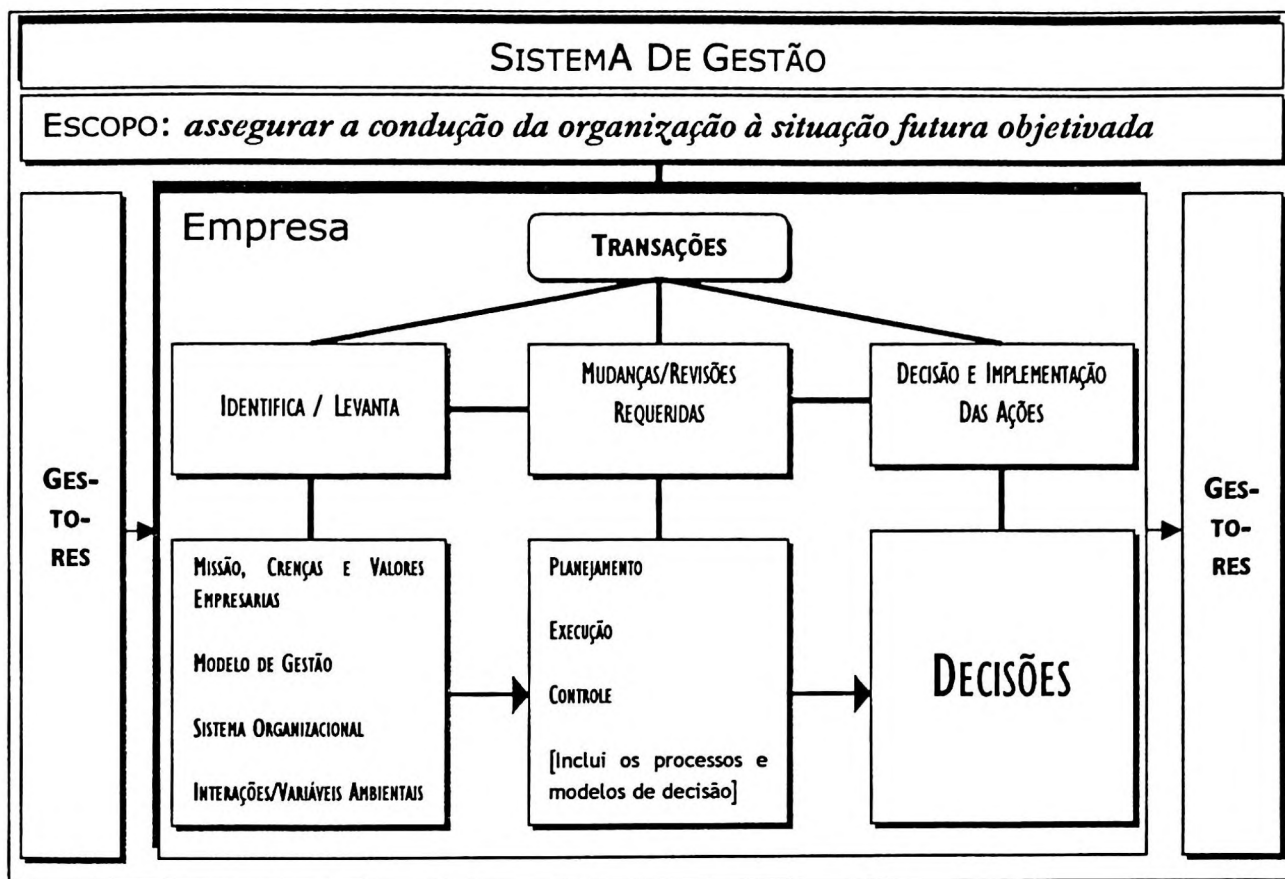 SISTEMA DE GESTÃO
ESCOPO: assegurar a condução da organização à situação futura objetivada
GES-
TO-
RES
Empresa
TRANSAÇÕES
IDENTIFICA / LEVANTA
MUDANÇAS/REVISÕES
REQUERIDAS
DECISÃO E IMPLEMENTAÇÃO
DAS AÇÕES
MISSÃO, CRENÇAS E VALORES
EMPRESARIAS
MODELO DE GESTÃO
SISTEMA ORGANIZACIONAL
INTERAÇÕES/VARIÁVEIS AMBIENTAIS
PLANEJAMENTO
EXECUÇÃO
CONTROLE
[Inclui os processos e
modelos de decisão]
DECISÕES
GES-
TO-
RES